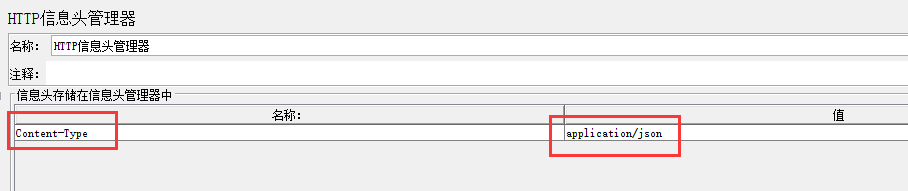 HTTP信息头管理器
名称: HTTP信息头管理器
注释:
信息头存储在信息头管理器中
名称: 值
Content-Type application/json